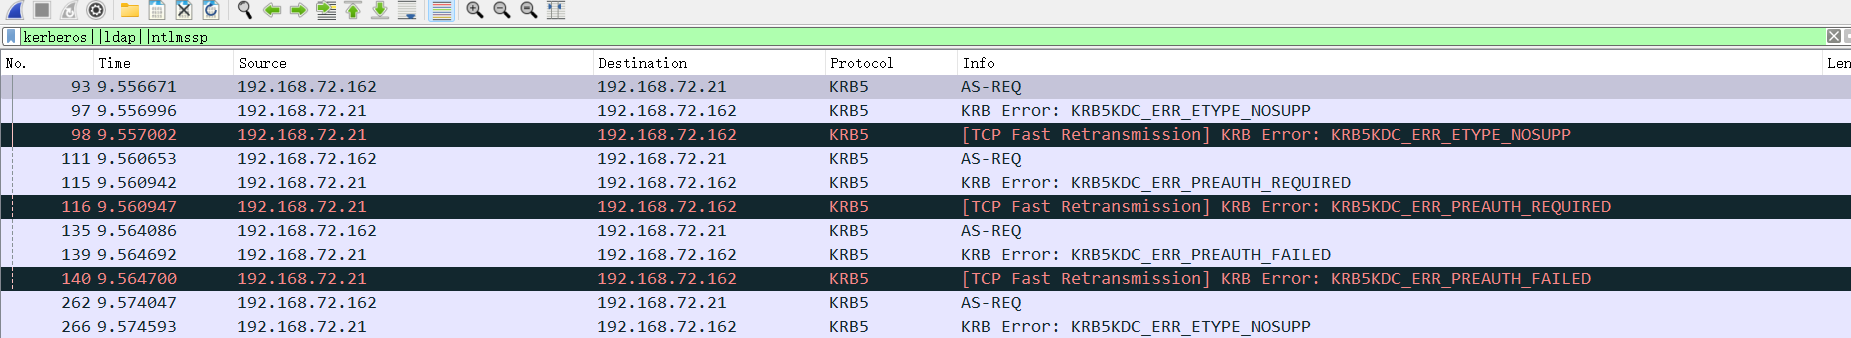 kerberos||ldap||ntlmssp
No. Time Source Destination Protocol Info Len
93 9.556671 192.168.72.162 192.168.72.21 KRB5 AS-REQ
97 9.556996 192.168.72.21 192.168.72.162 KRB5 KRB Error: KRB5KDC_ERR_ETYPE_NOSUPP
98 9.557002 192.168.72.21 192.168.72.162 KRB5 [TCP Fast Retransmission] KRB Error: KRB5KDC_ERR_ETYPE_NOSUPP
111 9.560653 192.168.72.162 192.168.72.21 KRB5 AS-REQ
115 9.560942 192.168.72.21 192.168.72.162 KRB5 KRB Error: KRB5KDC_ERR_PREAUTH_REQUIRED
116 9.560947 192.168.72.21 192.168.72.162 KRB5 [TCP Fast Retransmission] KRB Error: KRB5KDC_ERR_PREAUTH_REQUIRED
135 9.564086 192.168.72.162 192.168.72.21 KRB5 AS-REQ
139 9.564692 192.168.72.21 192.168.72.162 KRB5 KRB Error: KRB5KDC_ERR_PREAUTH_FAILED
140 9.564700 192.168.72.21 192.168.72.162 KRB5 [TCP Fast Retransmission] KRB Error: KRB5KDC_ERR_PREAUTH_FAILED
262 9.574047 192.168.72.162 192.168.72.21 KRB5 AS-REQ
266 9.574593 192.168.72.21 192.168.72.162 KRB5 KRB Error: KRB5KDC_ERR_ETYPE_NOSUPP